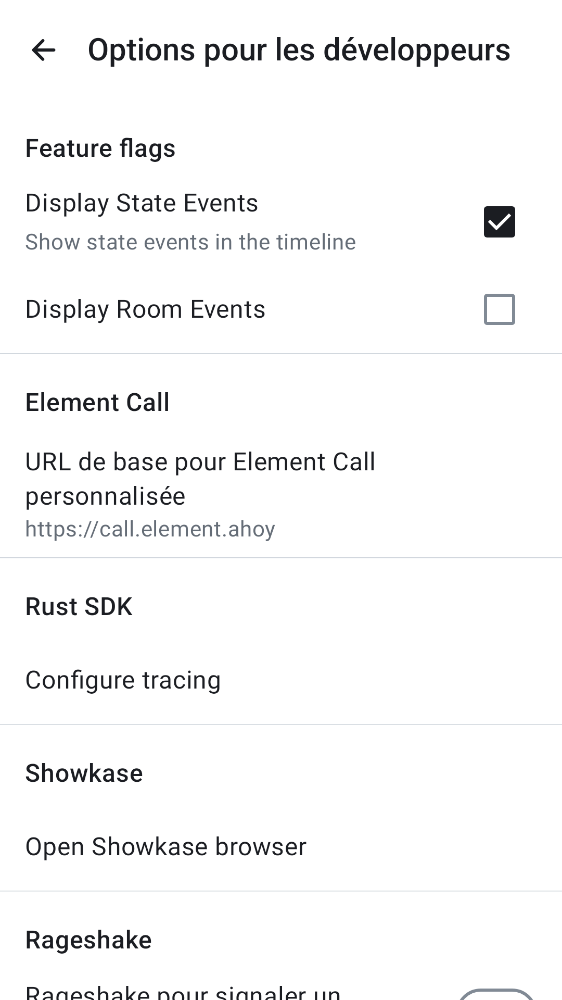 Options pour les développeurs
Feature flags
Display State Events
Show state events in the timeline
Display Room Events
Element Call
URL de base pour Element Call
personnalisée
https://call.element.ahoy
Rust SDK
Configure tracing
Showkase
Open Showkase browser
Rageshake
Rageshake pour signaler un